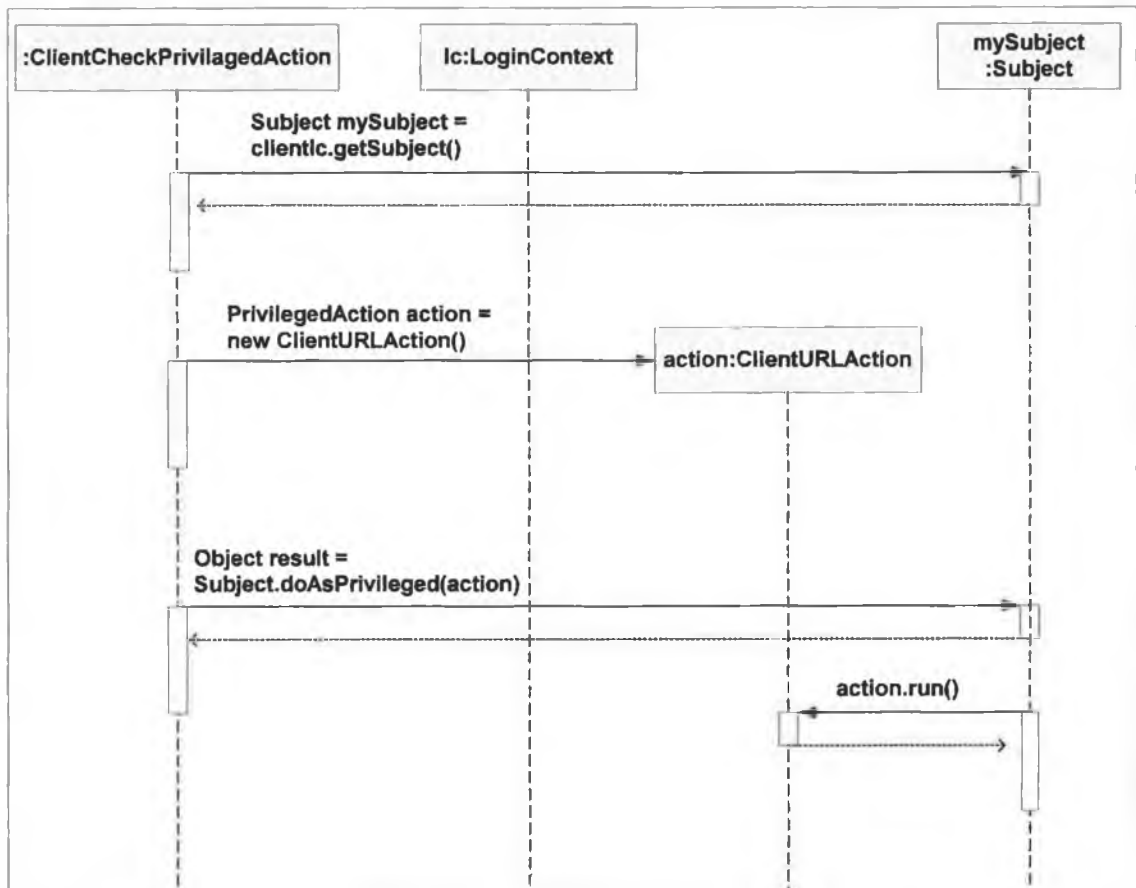 :ClientCheckPrivilagedAction
lc:LoginContext
mySubject
:Subject
Subject mySubject =
clientlc.getSubject()
PrivilegedAction action =
new ClientURLAction()
action:ClientURLAction
Object result =
Subject.doAsPrivileged(action)
action.run()